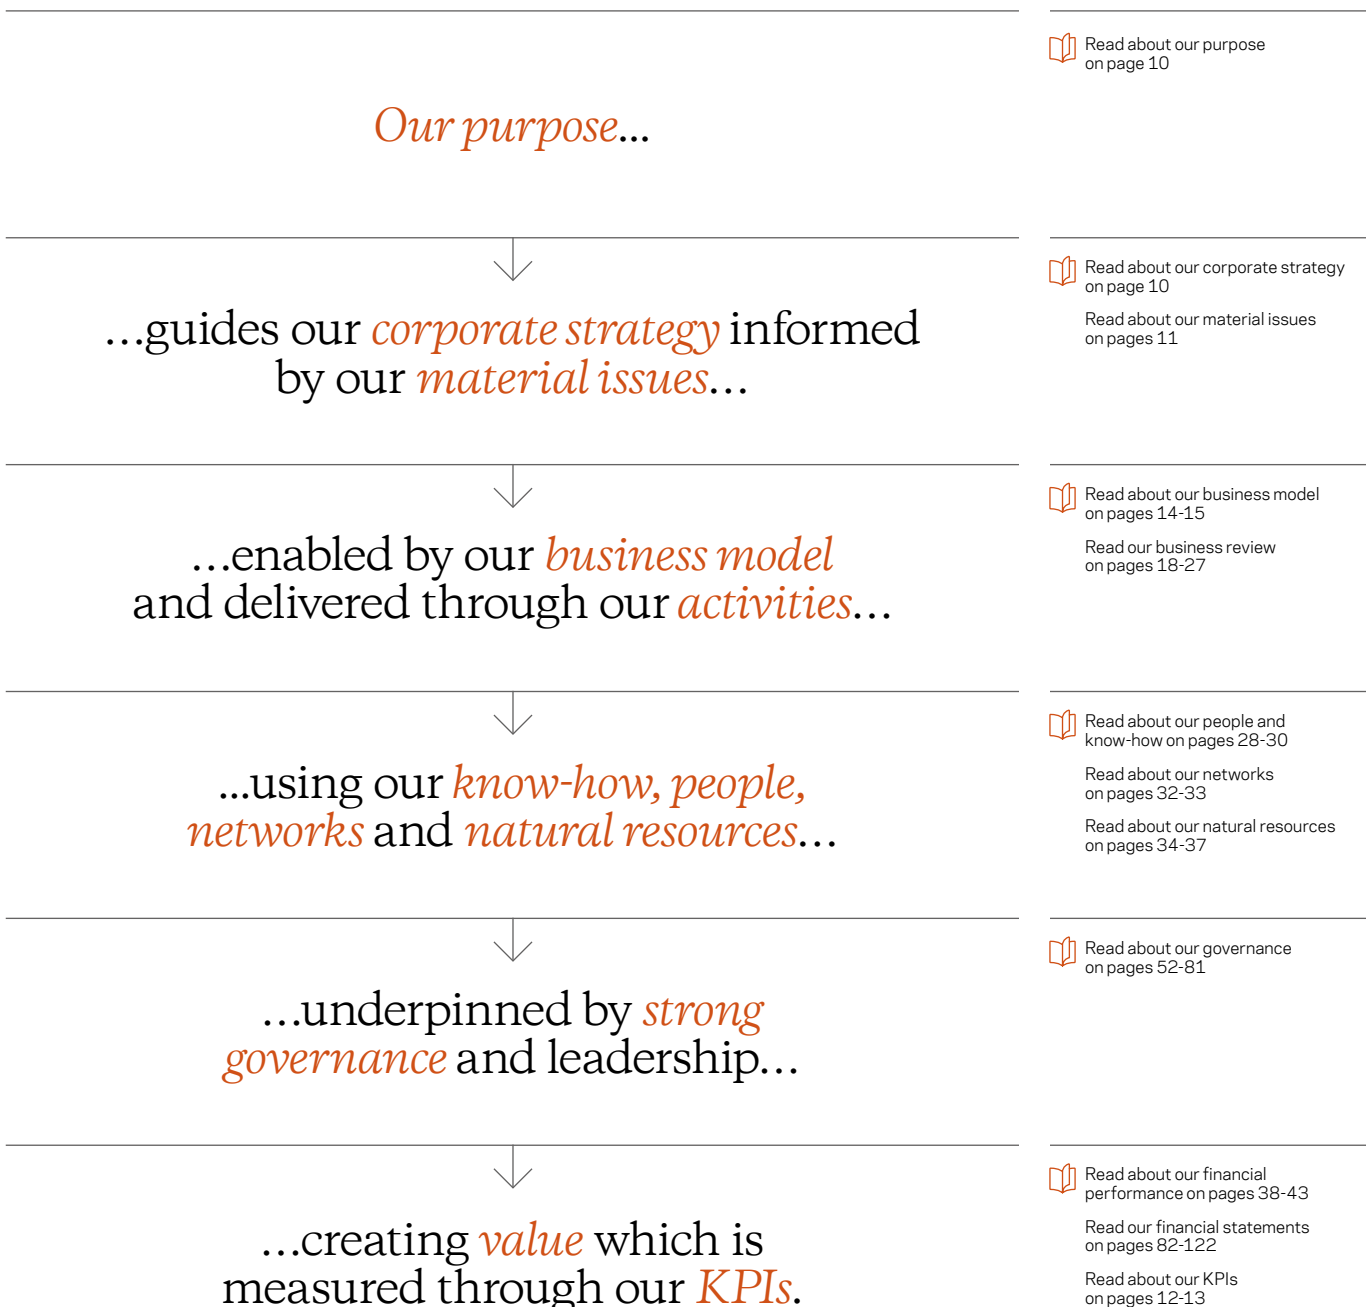 Our purpose...
Read about our purpose
on page 10
…guides our corporate strategy informed
by our material issues…
Read about our corporate strategy
on page 10
Read about our material issues
on pages 11
…enabled by our business model
and delivered through our activities…
Read about our business model
on pages 14-15
Read our business review
on pages 18-27
...using our know-how, people,
networks and natural resources…
Read about our people and
know-how on pages 28-30
Read about our networks
on pages 32-33
Read about our natural resources
on pages 34-37
…underpinned by strong
governance and leadership…
Read about our governance
on pages 52-81
…creating value which is
measured through our KPIs.
Read about our financial
performance on pages 38-43
Read our financial statements
on pages 82-122
Read about our KPIs
on pages 12-13